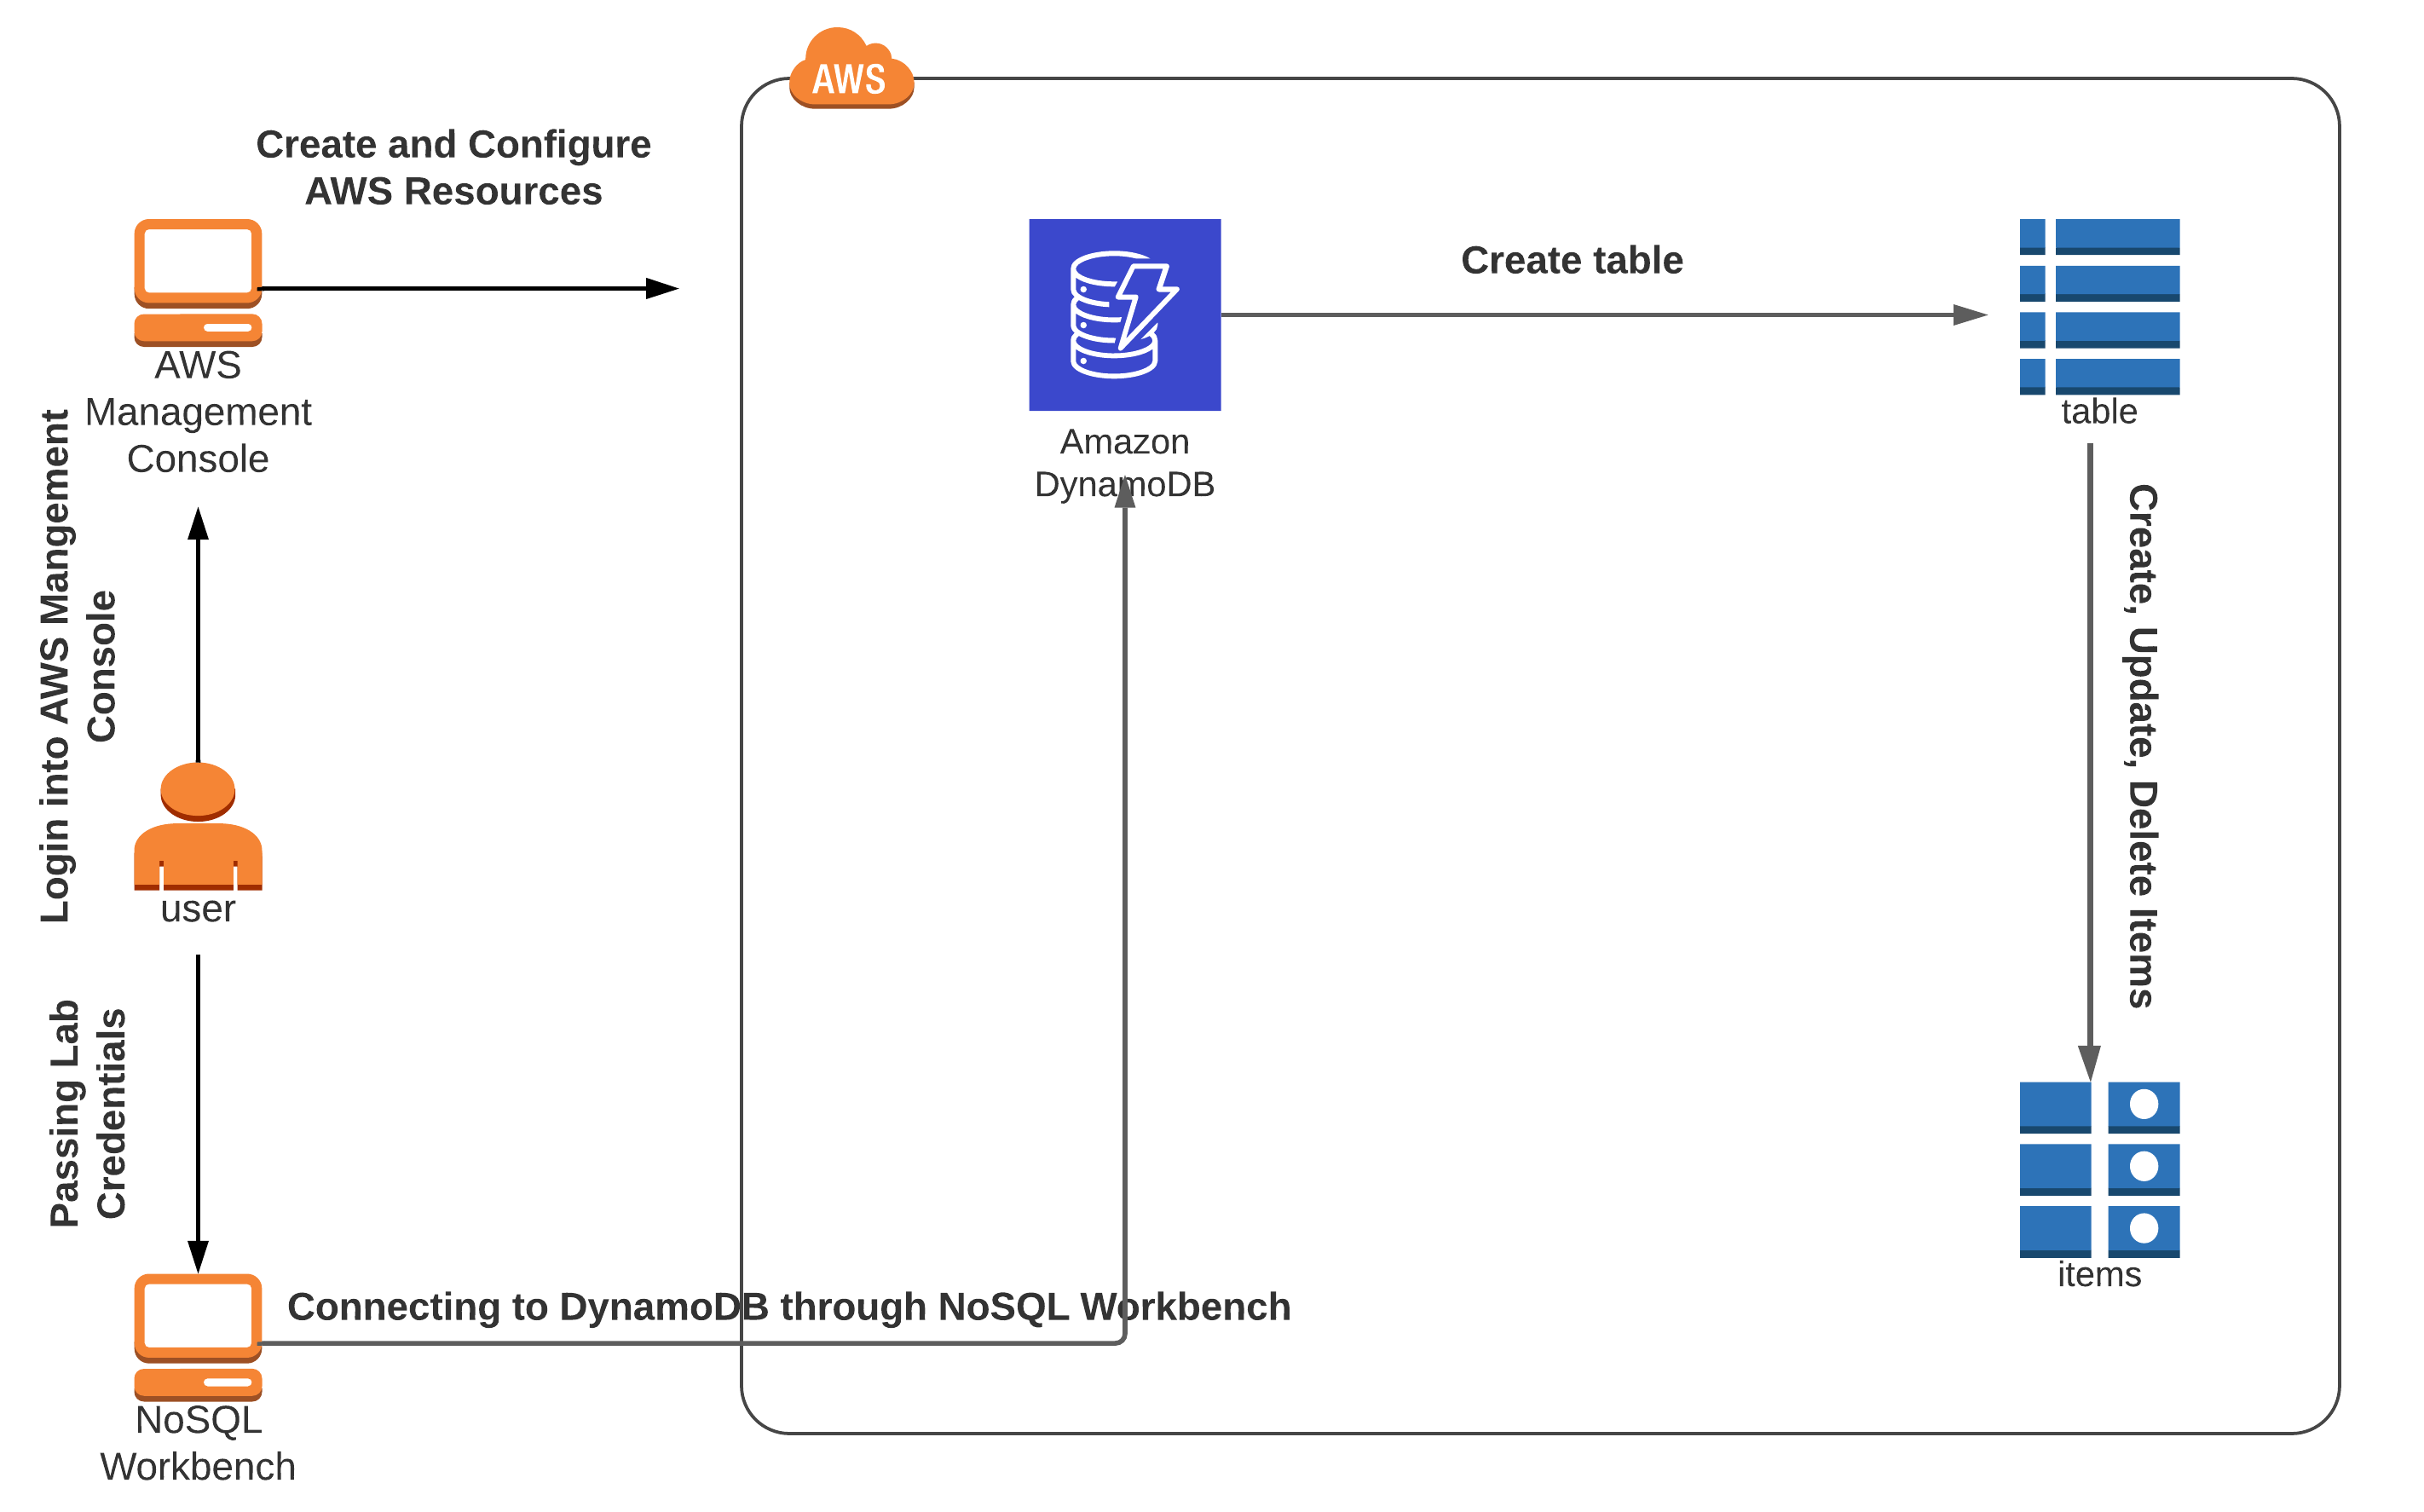 AWS
Create and Configure
AWS Resources
AWS
Management
Console
Create table
Amazon
DynamoDB
table
Login into AWS Mangement
Console
Create, Update, Delete Items
user
Passing Lab
Credentials
items
Connecting to DynamoDB through NoSQL Workbench
NoSQL
Workbench